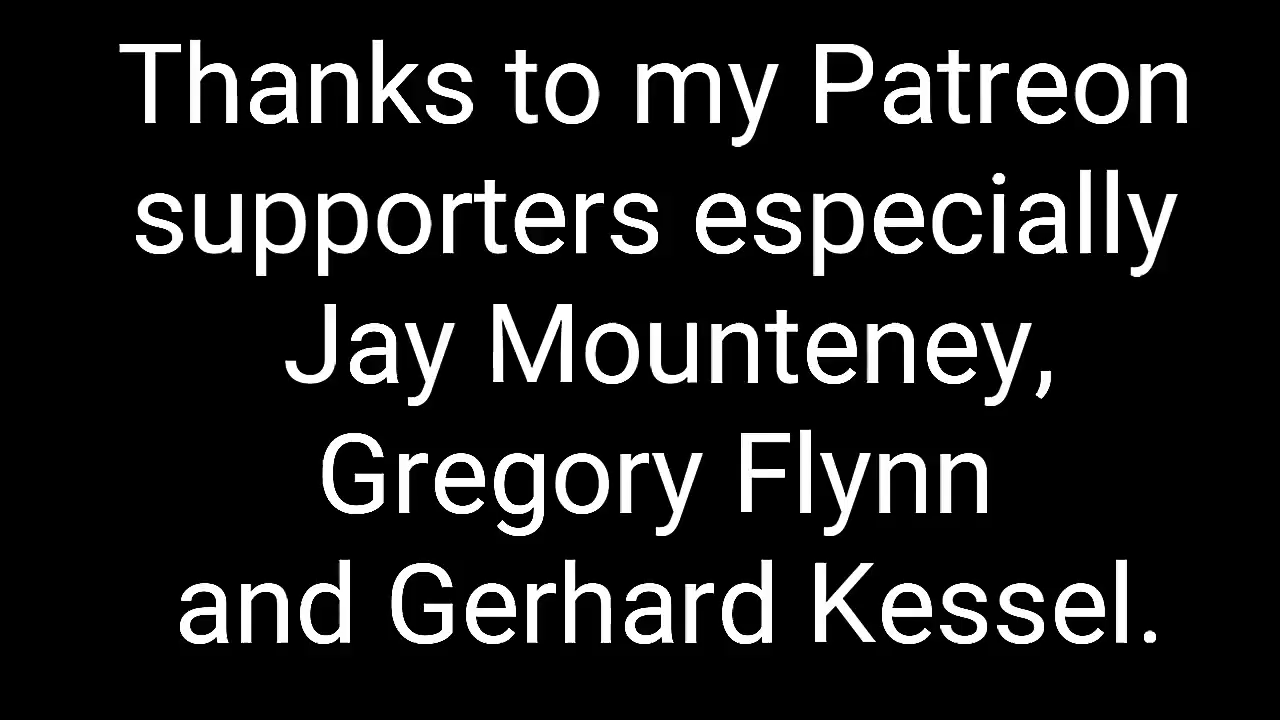 Thanks to my Patreon
supporters especially
Jay Mounteney,
Gregory Flynn
and Gerhard Kessel.